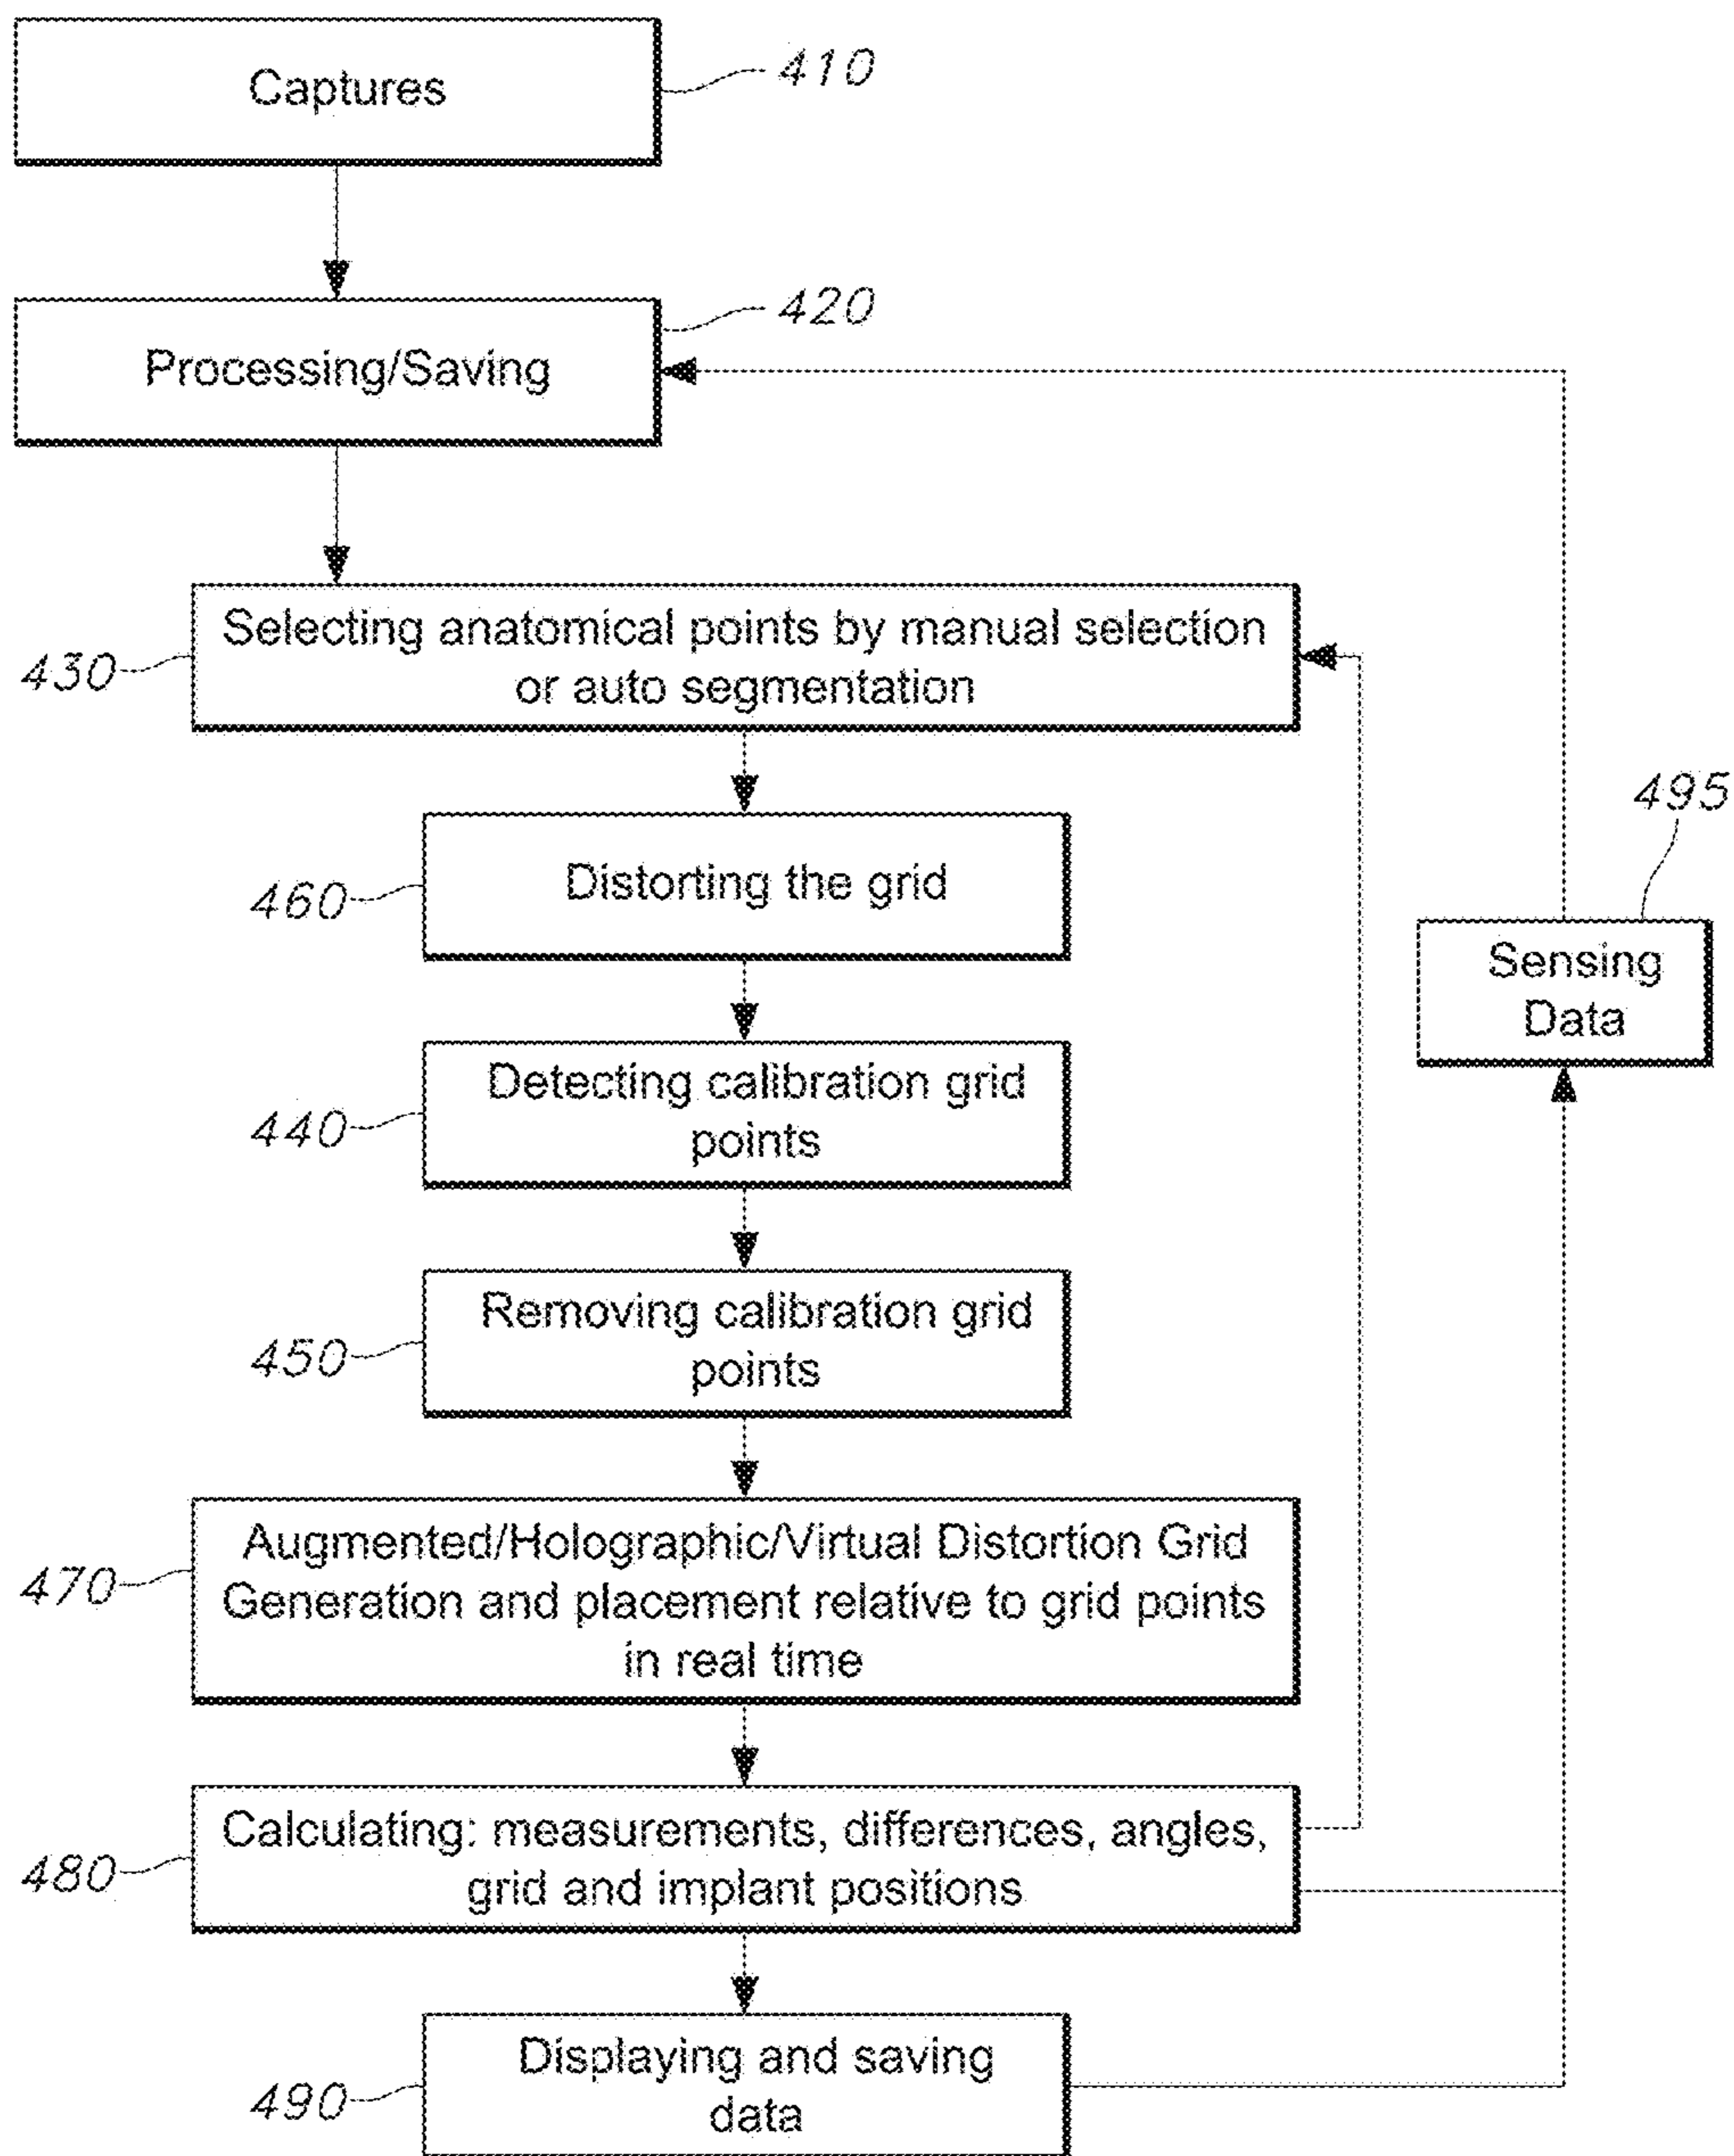 Captures
410
Processing/Saving
420
Selecting anatomical points by manual selection
or auto segmentation
430
Distorting the grid
460
495
Sensing
Data
Detecting calibration grid
points
440
Removing calibration grid
points
450
Augmented/Holographic/Virtual Distortion Grid
Generation and placement relative to grid points
in real time
470
Calculating: measurements, differences, angles,
grid and implant positions
480
Displaying and saving
data
490